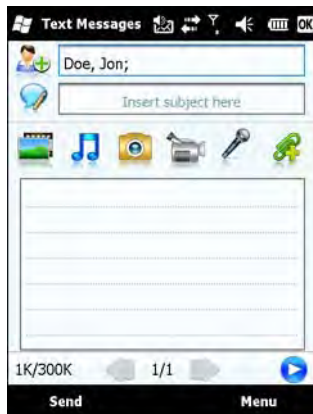 Text Messages OK
Doe, Jon;
Insert subject here
1K/300K 1/1
Send Menu